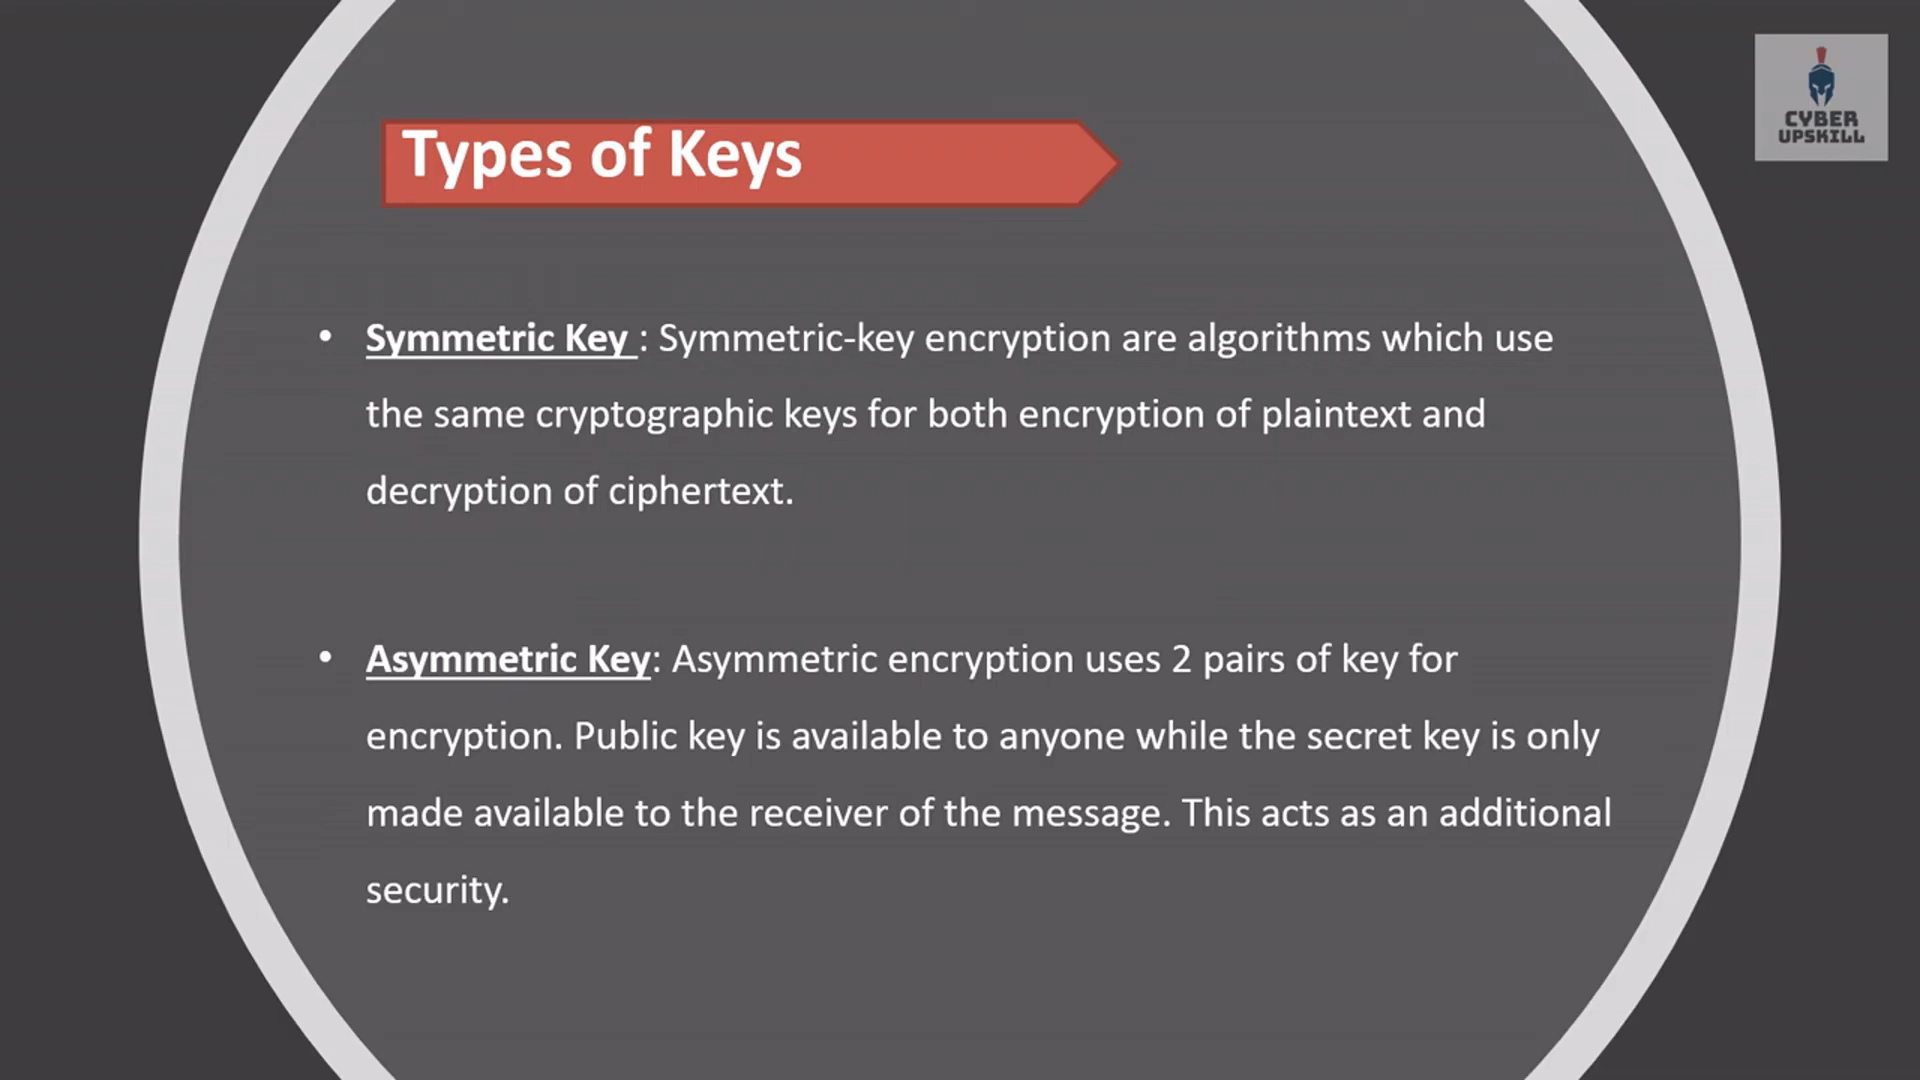 CYBER
UPSKILL
Types of Keys
• Symmetric Key : Symmetric-key encryption are algorithms which use
the same cryptographic keys for both encryption of plaintext and
decryption of ciphertext.
• Asymmetric Key: Asymmetric encryption uses 2 pairs of key for
encryption. Public key is available to anyone while the secret key is only
made available to the receiver of the message. This acts as an additional
security.